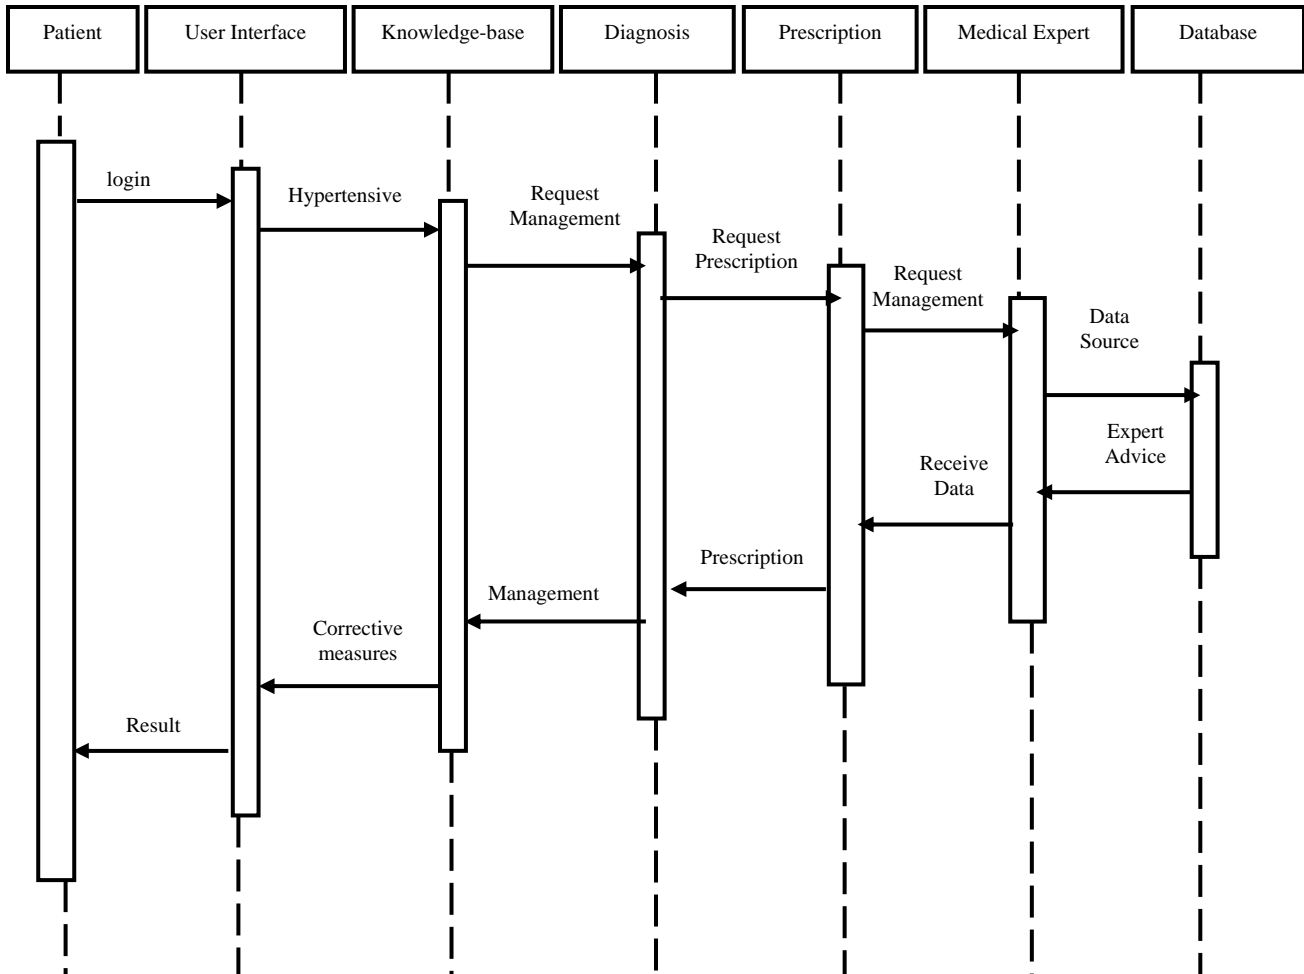 Patient
User Interface
Knowledge-base
Diagnosis
Prescription
Medical Expert
Database
login
Hypertensive
Request
Management
Request
Prescription
Request
Management
Data
Source
Expert
Advice
Receive
Data
Prescription
Management
Corrective
measures
Result